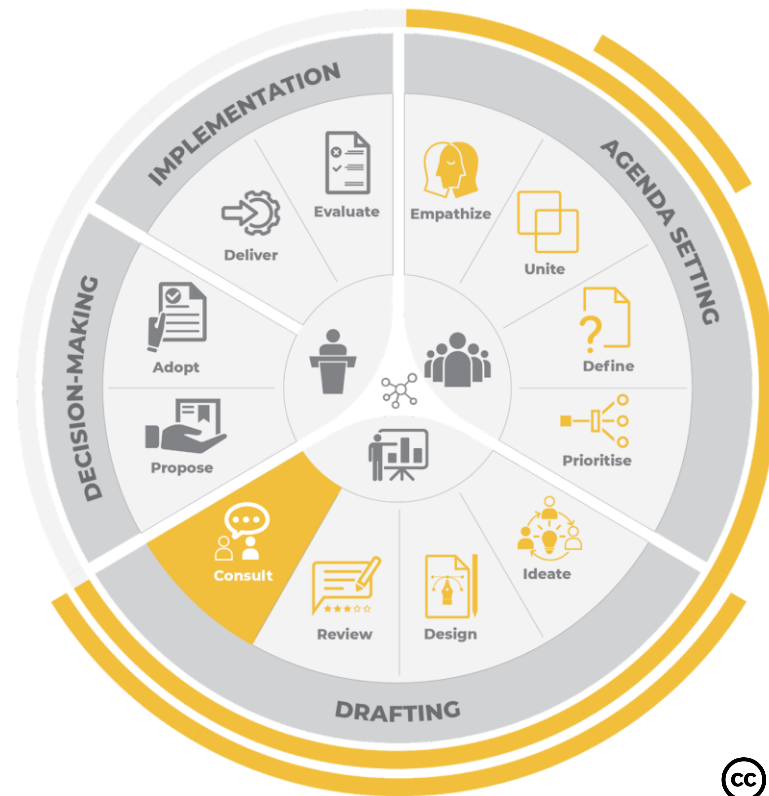 IMPLEMENTATION
AGENDA SETTING
Evaluate
Empathize
Deliver
Unite
DECISION-MAKING
Adopt
Define
Propose
Prioritise
Consult
Review
Design
Ideate
DRAFTING
cc